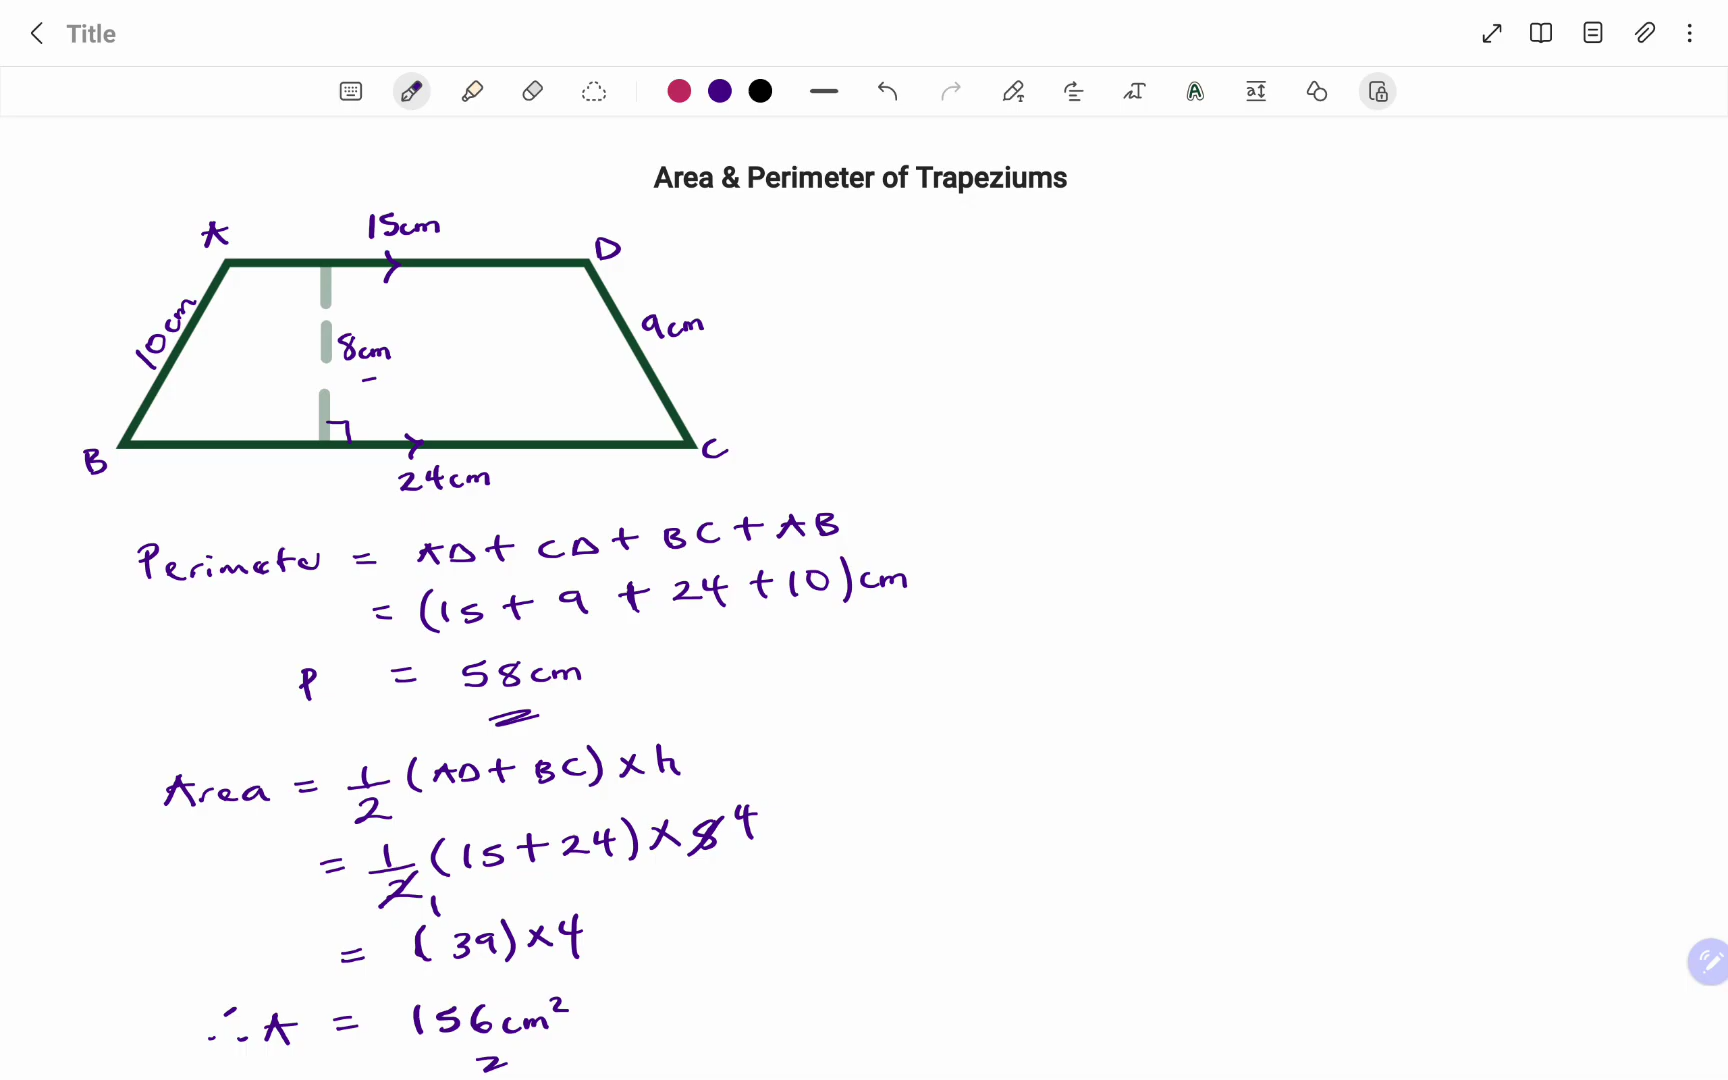 Title
Area & Perimeter of Trapeziums
A
15cm
D
10cm
8cm
9cm
B
24cm
C
Perimeter = AD + CD + BC + AB
= (15 + 9 + 24 + 10) cm
P = 58cm
Area = 1/2 (AD + BC) × h
= 1/2 1 (15 + 24) × 8 4
= (39) × 4
∴ A = 156cm²